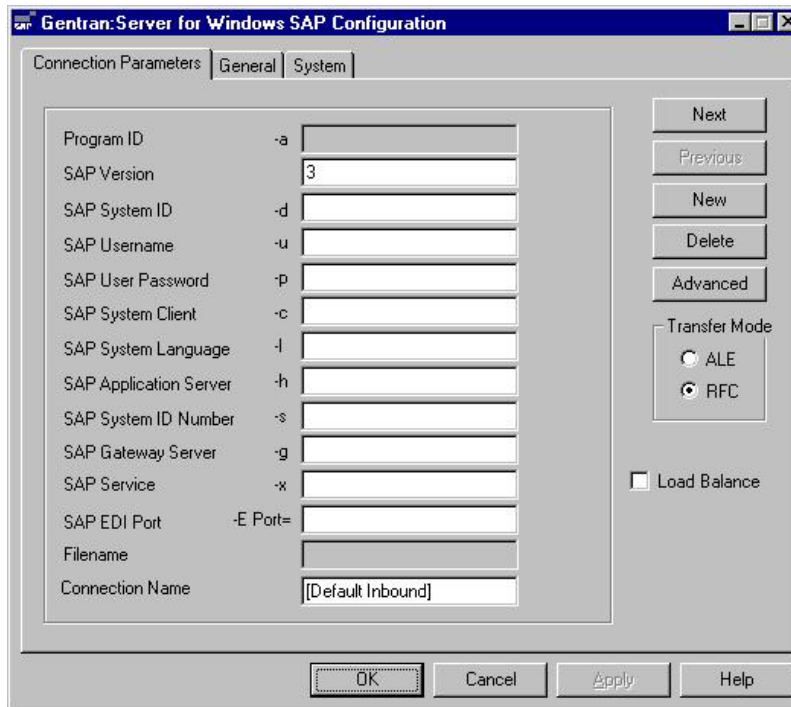 Gentran:Server for Windows SAP Configuration
Connection Parameters General System
Program ID -a
SAP Version 3
SAP System ID -d
SAP Username -u
SAP User Password -p
SAP System Client -c
SAP System Language -l
SAP Application Server -h
SAP System ID Number -s
SAP Gateway Server -g
SAP Service -x
SAP EDI Port -E Port=
Filename
Connection Name [Default Inbound]
Next
Previous
New
Delete
Advanced
Transfer Mode
ALE
RFC
Load Balance
OK Cancel Apply Help